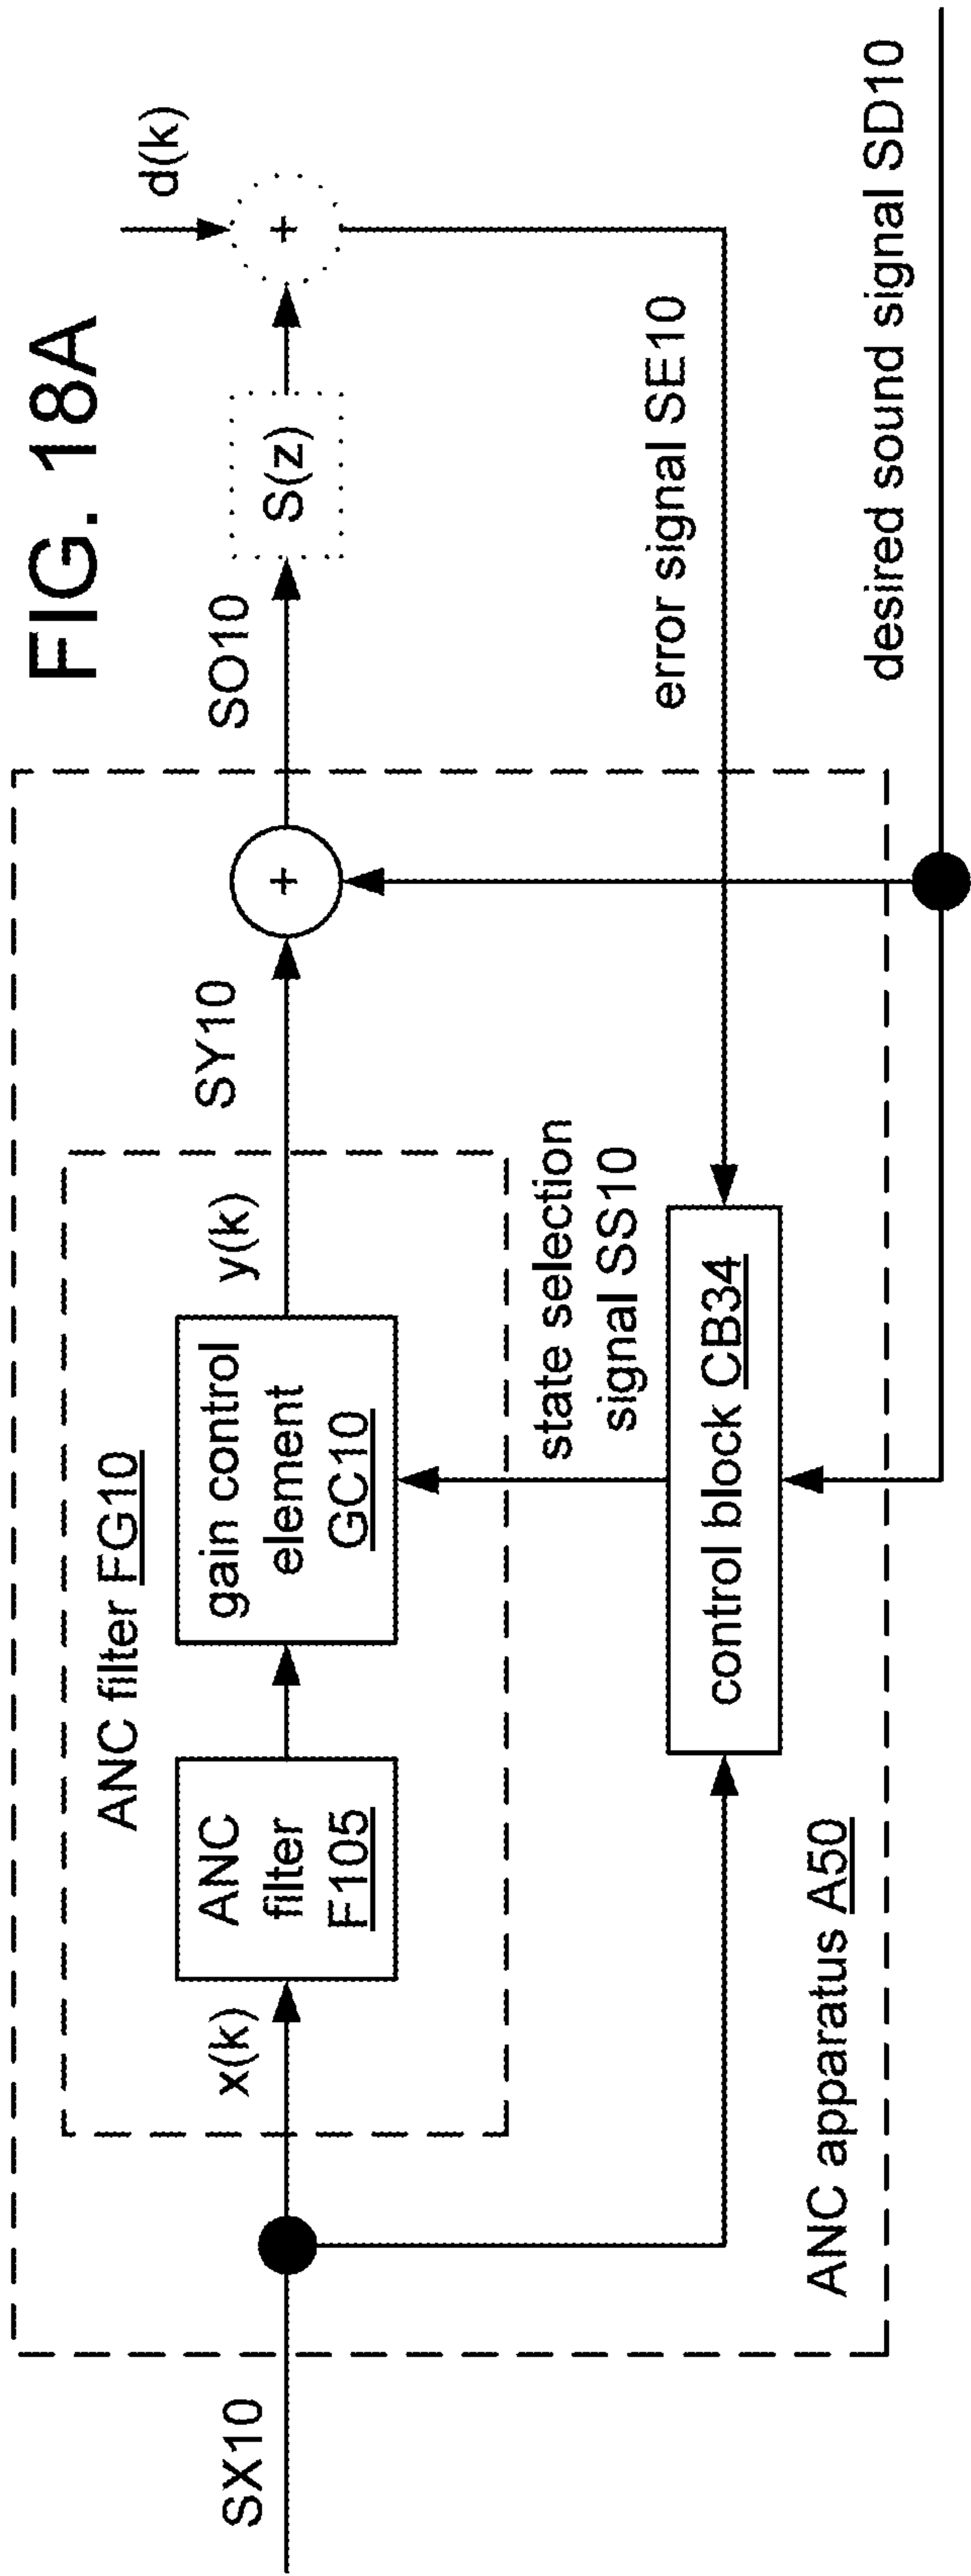 FIG. 18A
SX10
x(k)
ANC
filter
F105
ANC filter FG10
gain control
element
GC10
y(k)
SY10
+
SO10
S(z)
d(k)
+
state selection
signal SS10
error signal SE10
control block CB34
ANC apparatus A50
desired sound signal SD10